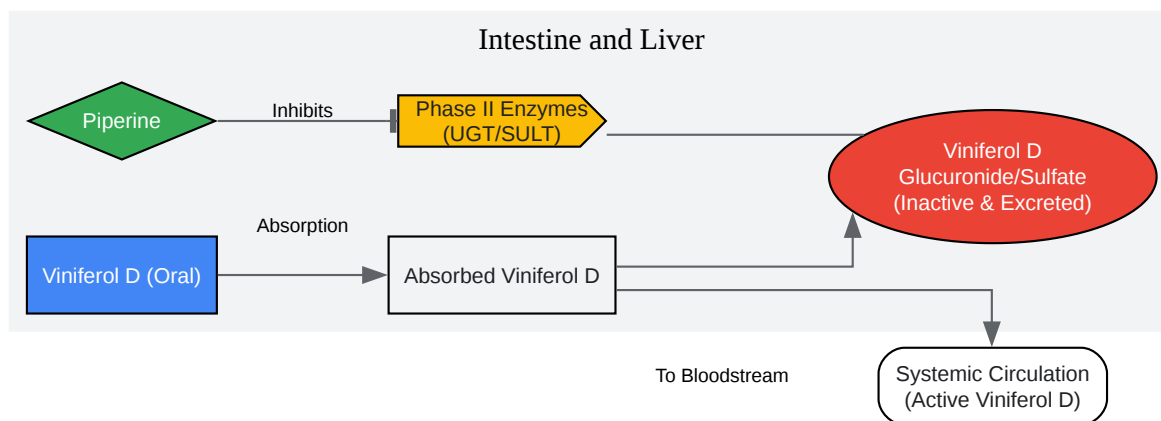 Intestine and Liver
Piperine
Inhibits
Phase II Enzymes
(UGT/SULT)
Viniferol D
Glucuronide/Sulfate
(Inactive & Excreted)
Viniferol D (Oral)
Absorption
Absorbed Viniferol D
To Bloodstream
Systemic Circulation
(Active Viniferol D)